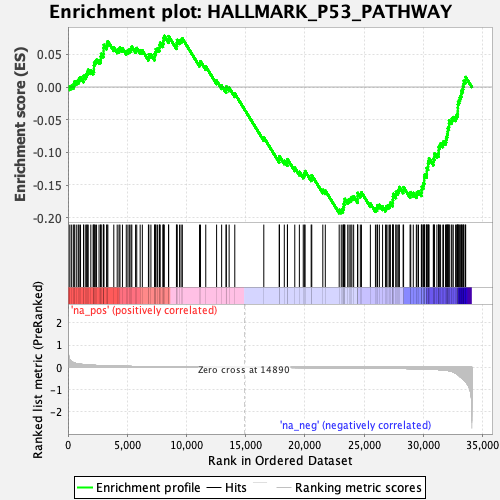 Enrichment plot: HALLMARK_P53_PATHWAY
Enrichment score (ES)
0.05
0.00
-0.05
-0.10
-0.15
-0.20
'na_pos' (positively correlated)
Ranked list metric (PreRanked)
2
1
0
-1
-2
Zero cross at 14890
'na_neg' (negatively correlated)
0
5,000
10,000
15,000
20,000
25,000
30,000
35,000
Rank in Ordered Dataset
Enrichment profile
Hits
Ranking metric scores